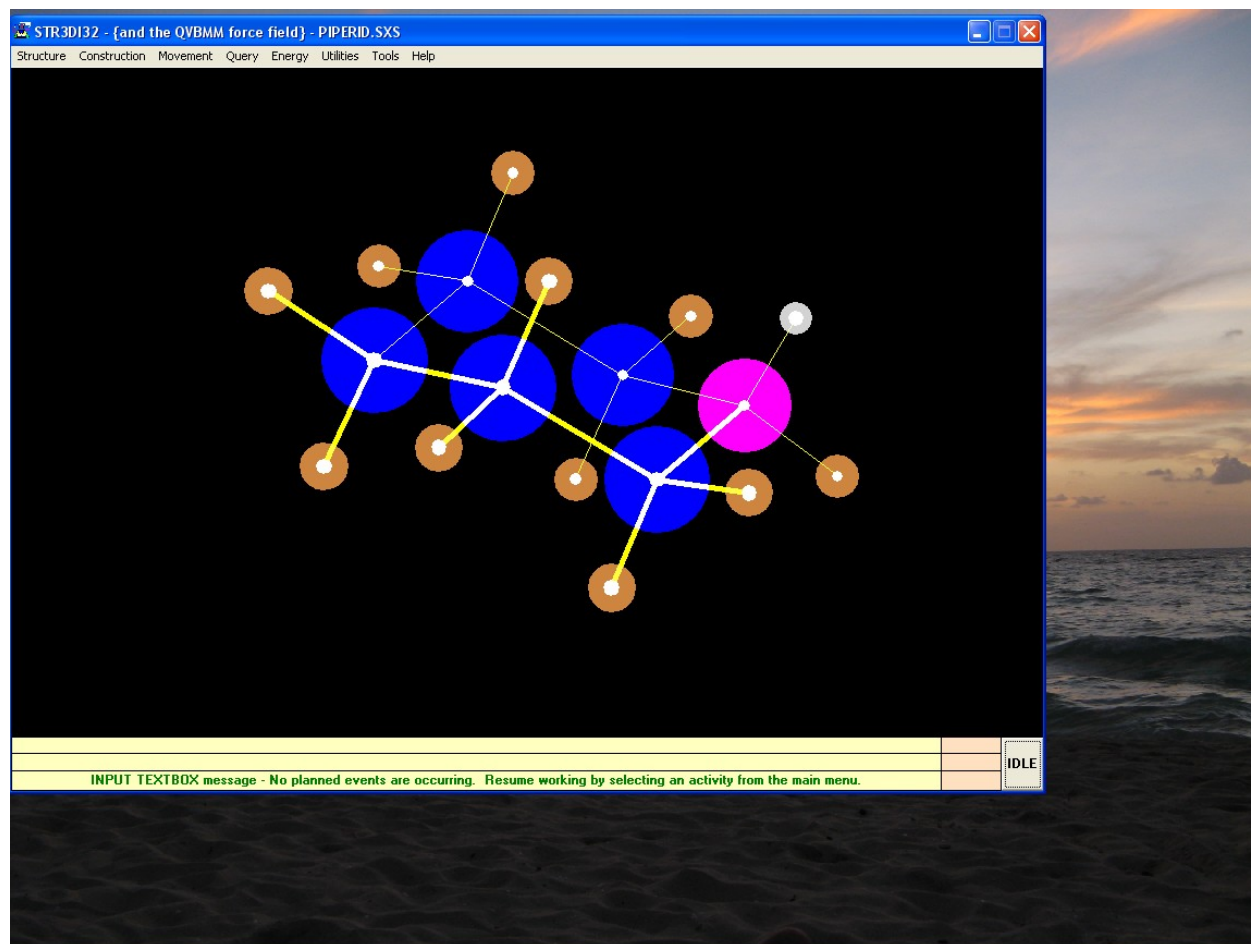 STR3DI32 - {and the QVBMM force field} - PIPERID.SXS
Structure Construction Movement Query Energy Utilities Tools Help
INPUT TEXTBOX message - No planned events are occurring. Resume working by selecting an activity from the main menu.
IDLE